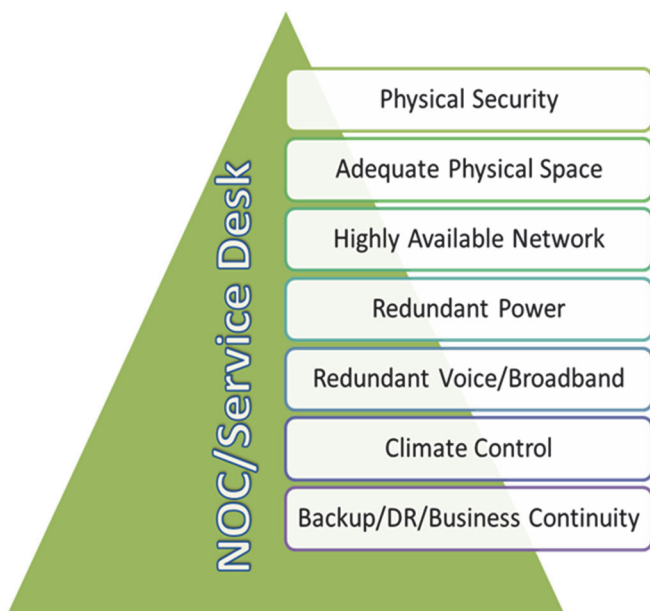 NOC/Service Desk
Physical Security
Adequate Physical Space
Highly Available Network
Redundant Power
Redundant Voice/Broadband
Climate Control
Backup/DR/Business Continuity